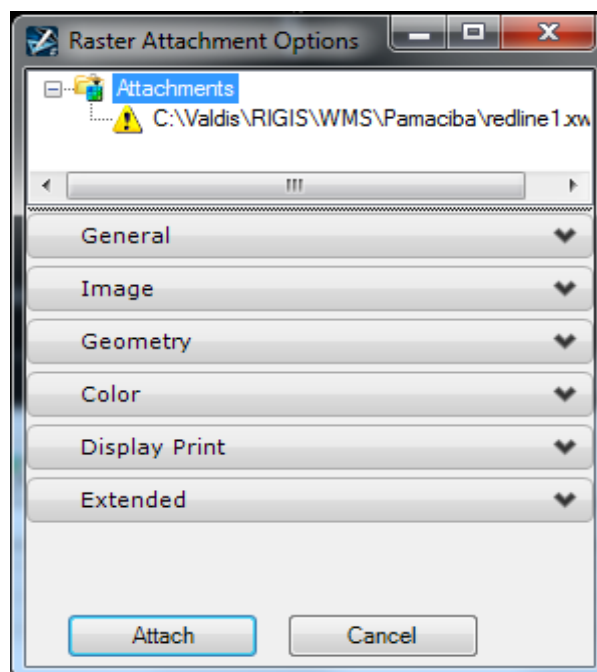 Raster Attachment Options
Attachments
C:\Valdis\RIGIS\WMS\Pamaciba\redline1.xw
General
Image
Geometry
Color
Display Print
Extended
Attach Cancel